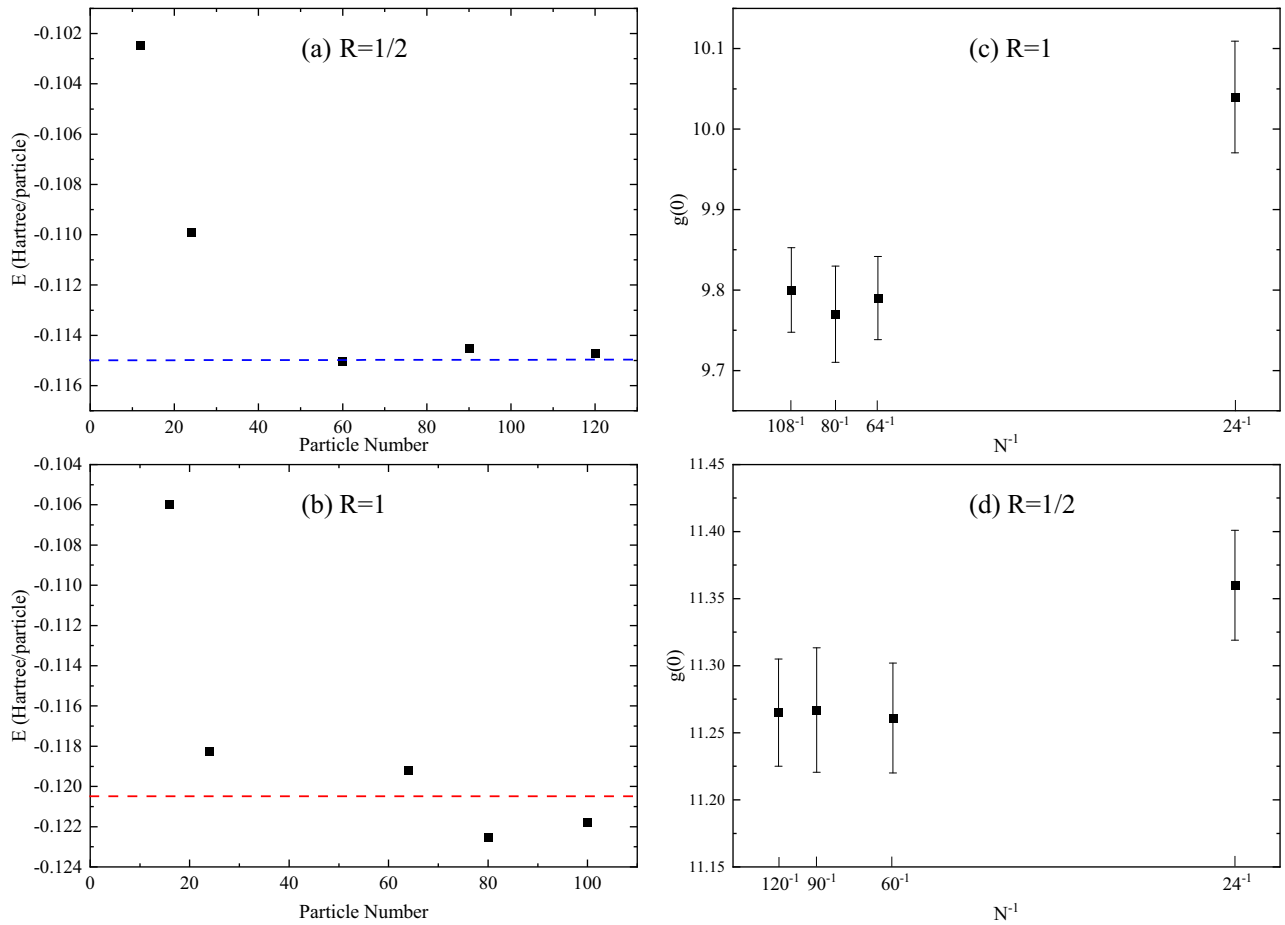 (a) R=1/2
E (Hartree/particle)
-0.102
-0.104
-0.106
-0.108
-0.110
-0.112
-0.114
-0.116
0 20 40 60 80 100 120
Particle Number
(c) R=1
g(0)
10.1
10.0
9.9
9.8
9.7
108⁻¹ 80⁻¹ 64⁻¹ 24⁻¹
N⁻¹
(b) R=1
E (Hartree/particle)
-0.104
-0.106
-0.108
-0.110
-0.112
-0.114
-0.116
-0.118
-0.120
-0.122
-0.124
0 20 40 60 80 100
Particle Number
(d) R=1/2
g(0)
11.45
11.40
11.35
11.30
11.25
11.20
11.15
120⁻¹ 90⁻¹ 60⁻¹ 24⁻¹
N⁻¹